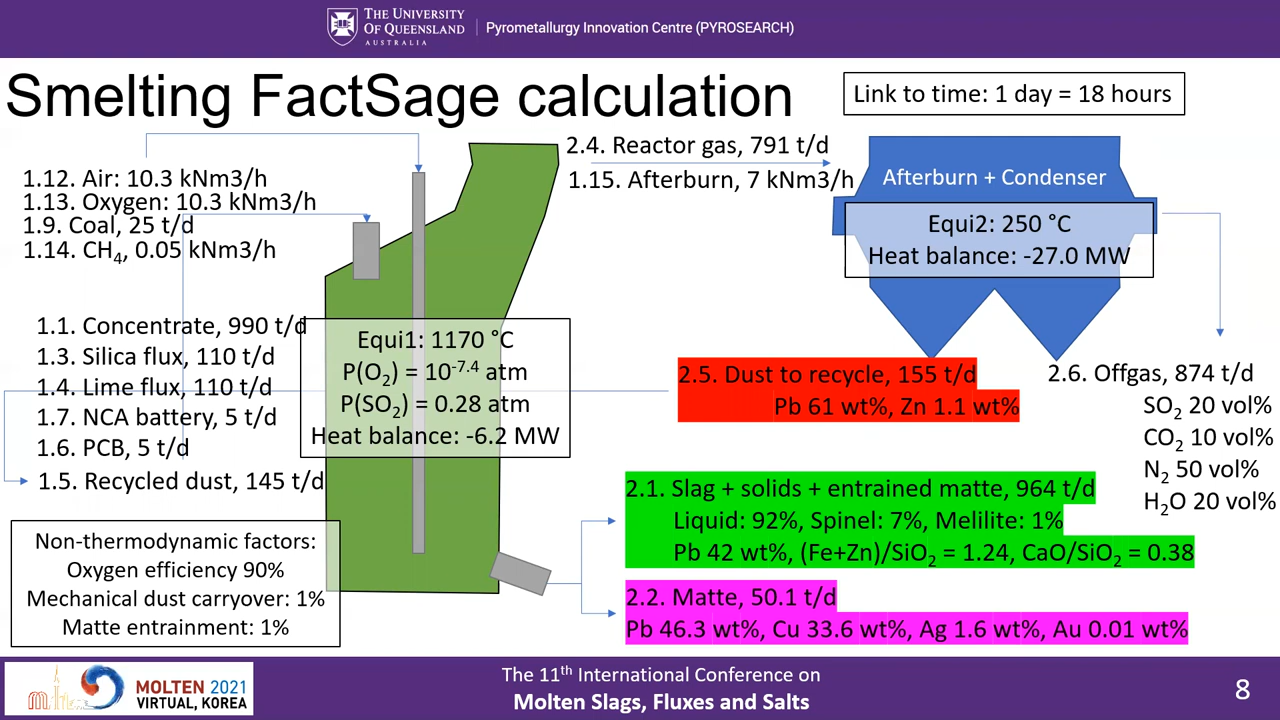 THE UNIVERSITY
OF QUEENSLAND
AUSTRALIA
Pyrometallurgy Innovation Centre (PYROSEARCH)
Smelting FactSage calculation
Link to time: 1 day = 18 hours
1.12. Air: 10.3 kNm3/h
1.13. Oxygen: 10.3 kNm3/h
1.9. Coal, 25 t/d
1.14. CH₄, 0.05 kNm3/h
2.4. Reactor gas, 791 t/d
1.15. Afterburn, 7 kNm3/h
Afterburn + Condenser
Equi2: 250 °C
Heat balance: -27.0 MW
1.1. Concentrate, 990 t/d
1.3. Silica flux, 110 t/d
1.4. Lime flux, 110 t/d
1.7. NCA battery, 5 t/d
1.6. PCB, 5 t/d
1.5. Recycled dust, 145 t/d
Equi1: 1170 °C
P(O₂) = 10⁻⁷·⁴ atm
P(SO₂) = 0.28 atm
Heat balance: -6.2 MW
2.5. Dust to recycle, 155 t/d
Pb 61 wt%, Zn 1.1 wt%
2.6. Offgas, 874 t/d
SO₂ 20 vol%
CO₂ 10 vol%
N₂ 50 vol%
H₂O 20 vol%
2.1. Slag + solids + entrained matte, 964 t/d
Liquid: 92%, Spinel: 7%, Melilite: 1%
Pb 42 wt%, (Fe+Zn)/SiO₂ = 1.24, CaO/SiO₂ = 0.38
2.2. Matte, 50.1 t/d
Pb 46.3 wt%, Cu 33.6 wt%, Ag 1.6 wt%, Au 0.01 wt%
Non-thermodynamic factors:
Oxygen efficiency 90%
Mechanical dust carryover: 1%
Matte entrainment: 1%
MOLTEN 2021
VIRTUAL, KOREA
The 11th International Conference on
Molten Slags, Fluxes and Salts
8